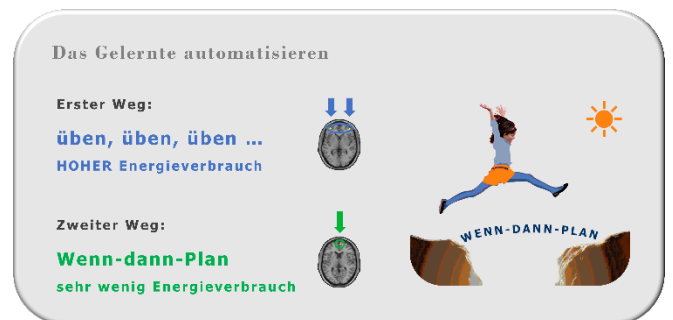 Das Gelernte automatisieren
Erster Weg:
üben, üben, üben ...
HOHER Energieverbrauch
Zweiter Weg:
Wenn-dann-Plan
sehr wenig Energieverbrauch
WENN-DANN-PLAN